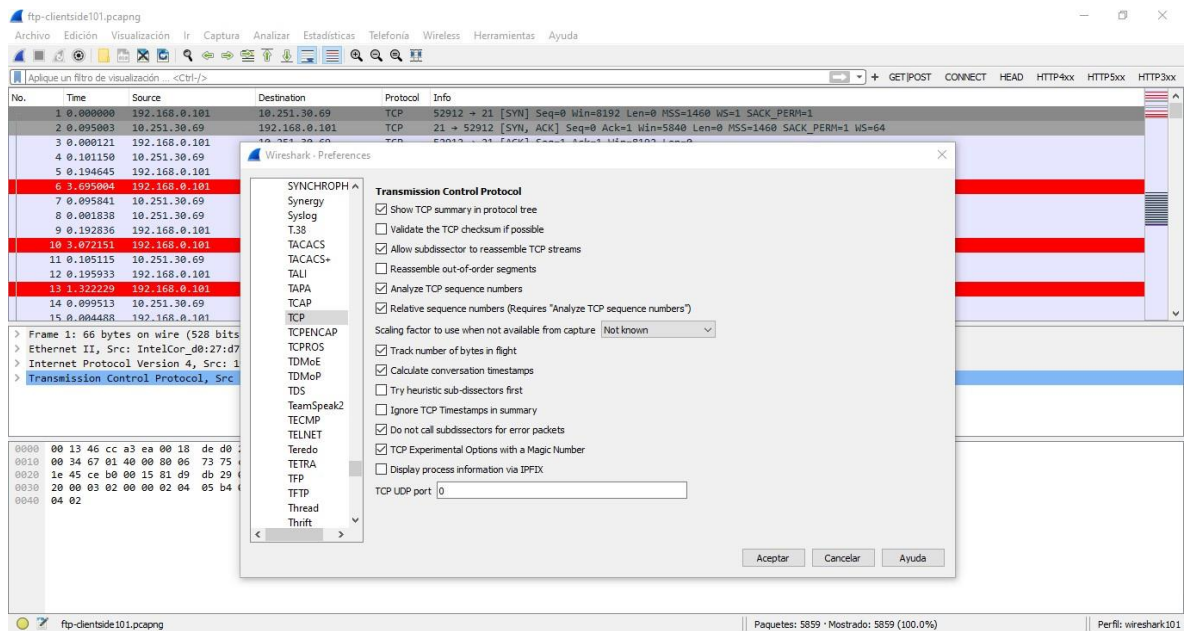 ftp-clientside101.pcapng
Archivo Edición Visualización Ir Captura Analizar Estadísticas Telefonía Wireless Herramientas Ayuda
Aplique un filtro de visualización ... <Ctrl-/> + GET|POST CONNECT HEAD HTTP4xx HTTP5xx HTTP3xx
No. Time Source Destination Protocol Info
1 0.000000 192.168.0.101 10.251.30.69 TCP 52912 → 21 [SYN] Seq=0 Win=8192 Len=0 MSS=1460 WS=1 SACK_PERM=1
2 0.095003 10.251.30.69 192.168.0.101 TCP 21 → 52912 [SYN, ACK] Seq=0 Ack=1 Win=5840 Len=0 MSS=1460 SACK_PERM=1 WS=64
3 0.000121 192.168.0.101 10.251.30.69 TCP 52912 → 21 [ACK] Seq=1 Ack=1 Win=8192 Len=0
4 0.101150 10.251.30.69
5 0.194645 192.168.0.101
6 3.695004 192.168.0.101
7 0.095841 10.251.30.69
8 0.001838 10.251.30.69
9 0.192836 192.168.0.101
10 3.072151 192.168.0.101
11 0.105115 10.251.30.69
12 0.195933 192.168.0.101
13 1.322229 192.168.0.101
14 0.099513 10.251.30.69
15 0.004488 192.168.0.101
> Frame 1: 66 bytes on wire (528 bits
> Ethernet II, Src: IntelCor_d0:27:d7
> Internet Protocol Version 4, Src: 1
> Transmission Control Protocol, Src
0000 00 13 46 cc a3 ea 00 18 de d0
0010 00 34 67 01 40 00 80 06 73 75
0020 1e 45 ce b0 00 15 81 d9 db 29
0030 20 00 03 02 00 00 02 04 05 b4
0040 04 02
Wireshark · Preferences
SYNCHROPH
Synergy
Syslog
T.38
TACACS
TACACS+
TALI
TAPA
TCAP
TCP
TCPENCAP
TCPROS
TDMoE
TDMoP
TDS
TeamSpeak2
TECMP
TELNET
Teredo
TETRA
TFP
TFTP
Thread
Thrift
Transmission Control Protocol
Show TCP summary in protocol tree
Validate the TCP checksum if possible
Allow subdissector to reassemble TCP streams
Reassemble out-of-order segments
Analyze TCP sequence numbers
Relative sequence numbers (Requires "Analyze TCP sequence numbers")
Scaling factor to use when not available from capture Not known
Track number of bytes in flight
Calculate conversation timestamps
Try heuristic sub-dissectors first
Ignore TCP Timestamps in summary
Do not call subdissectors for error packets
TCP Experimental Options with a Magic Number
Display process information via IPFIX
TCP UDP port 0
Aceptar Cancelar Ayuda
ftp-clientside101.pcapng Paquetes: 5859 · Mostrado: 5859 (100.0%) Perfil: wireshark101